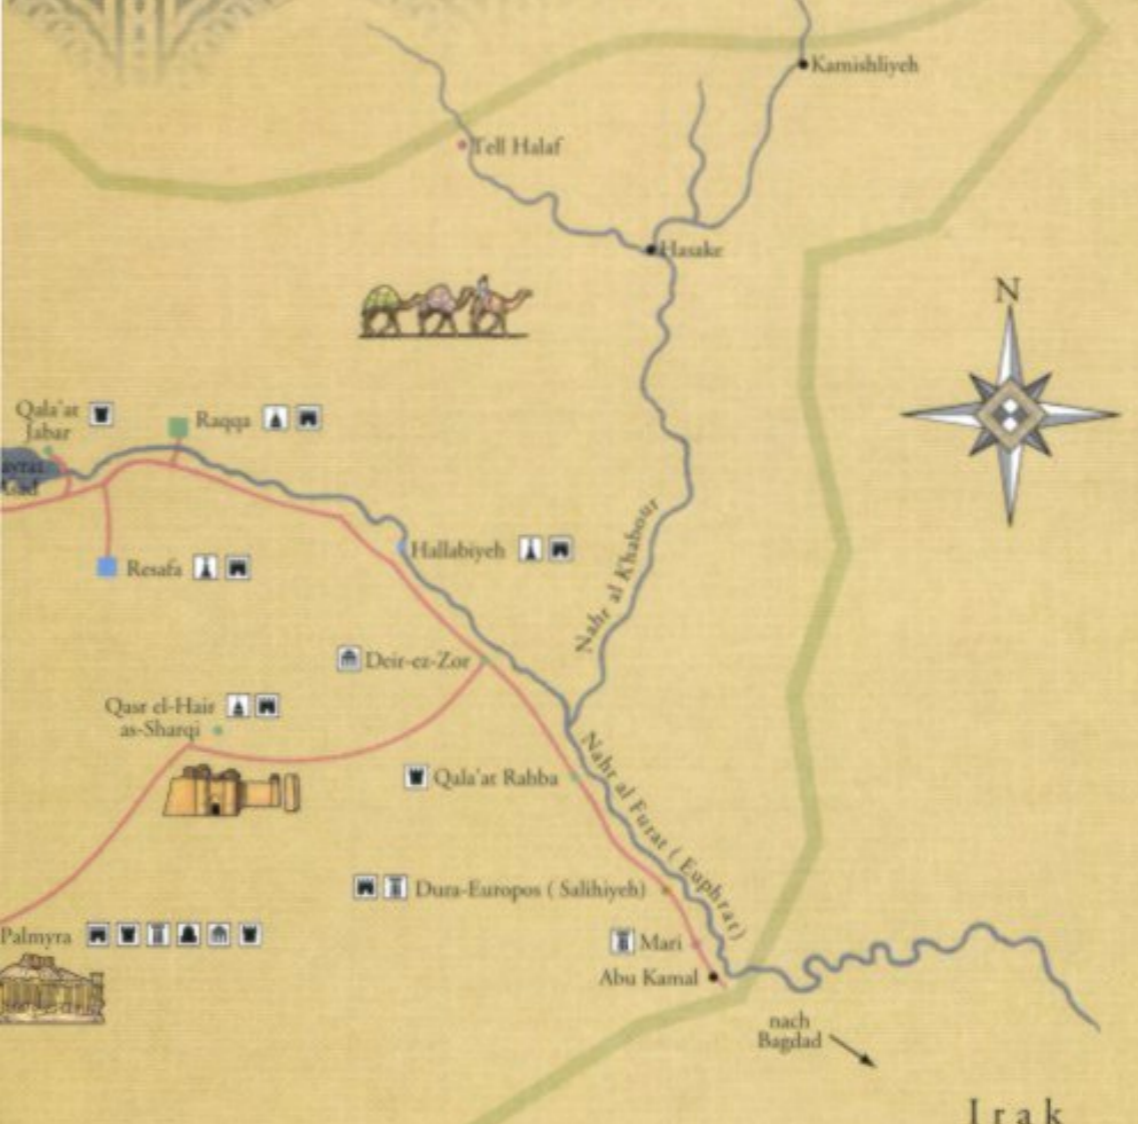 Kamishliyeh
Tell Halaf
Hasake
N
Qala'at
Jabar
Raqqa
Hallabiyeh
Resafa
Nahr al Khabour
Deir-ez-Zor
Qasr el-Hair
as-Sharqi
Qala'at Rahba
Nahr al Furat ( Euphrat)
Dura-Europos ( Salihiyeh)
Palmyra
Mari
Abu Kamal
nach
Bagdad
Irak